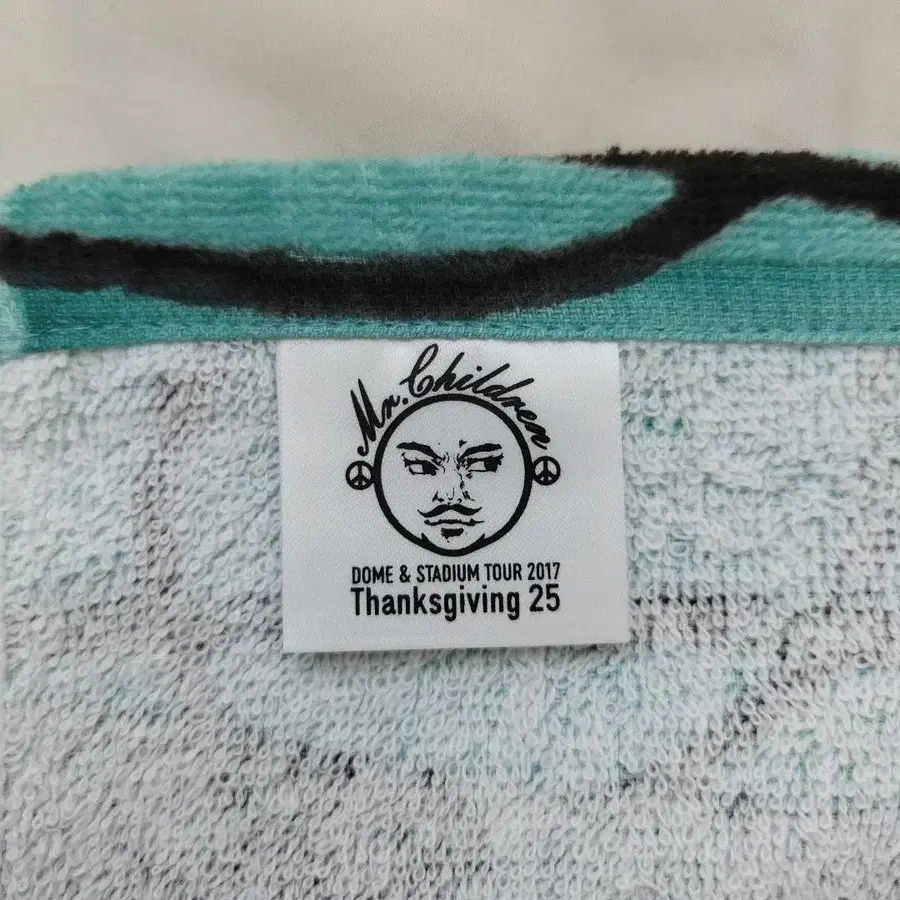 Mr.Children
DOME & STADIUM TOUR 2017
Thanksgiving 25